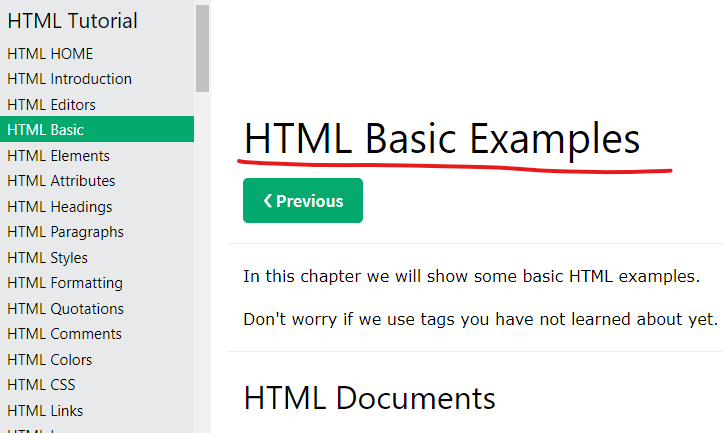 HTML Tutorial
HTML HOME
HTML Introduction
HTML Editors
HTML Basic
HTML Elements
HTML Attributes
HTML Headings
HTML Paragraphs
HTML Styles
HTML Formatting
HTML Quotations
HTML Comments
HTML Colors
HTML CSS
HTML Links
HTML Basic Examples
❮ Previous
In this chapter we will show some basic HTML examples.
Don't worry if we use tags you have not learned about yet.
HTML Documents